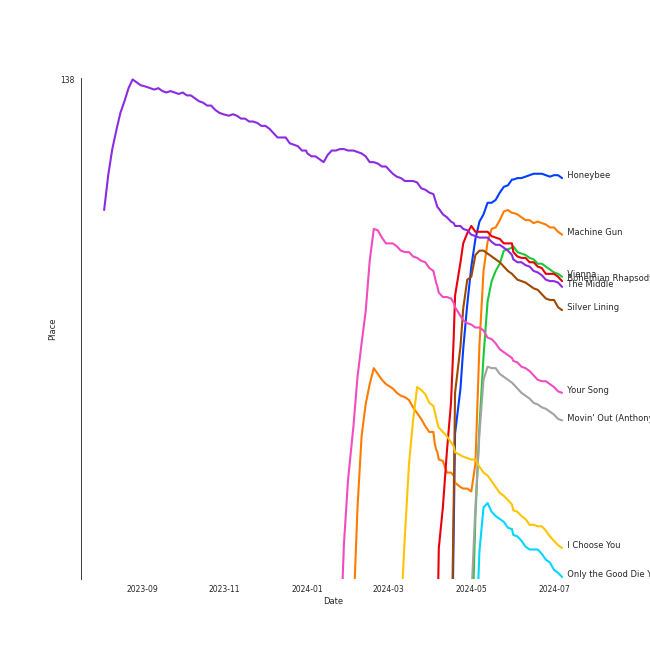 138
Honeybee
Machine Gun
Vienna
Bohemian Rhapsod
The Middle
Silver Lining
Place
Your Song
Movin' Out (Anthony
I Choose You
Only the Good Die Y
2023-09
2023-11
2024-01
2024-03
2024-05
2024-07
Date